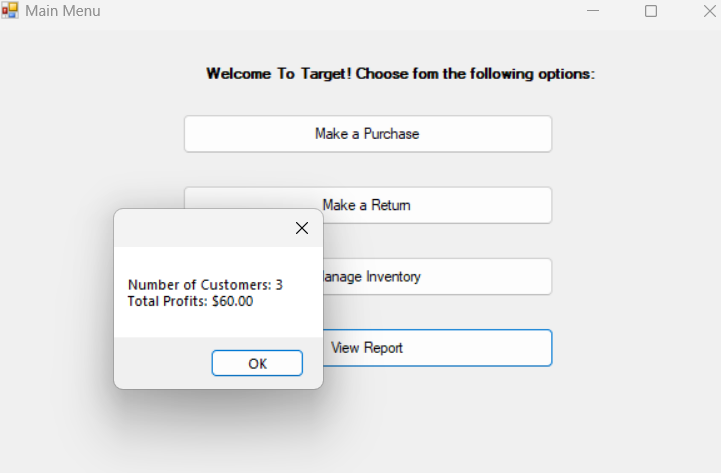 Main Menu
Welcome To Target! Choose fom the following options:
Make a Purchase
Make a Return
anage Inventory
View Report
Number of Customers: 3
Total Profits: $60.00
OK